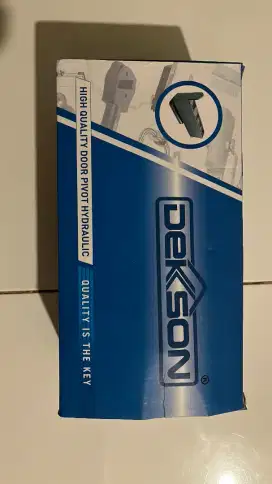 HIGH QUALITY DOOR PIVOT HYDRAULIC
QUALITY IS THE KEY
DEKSON®